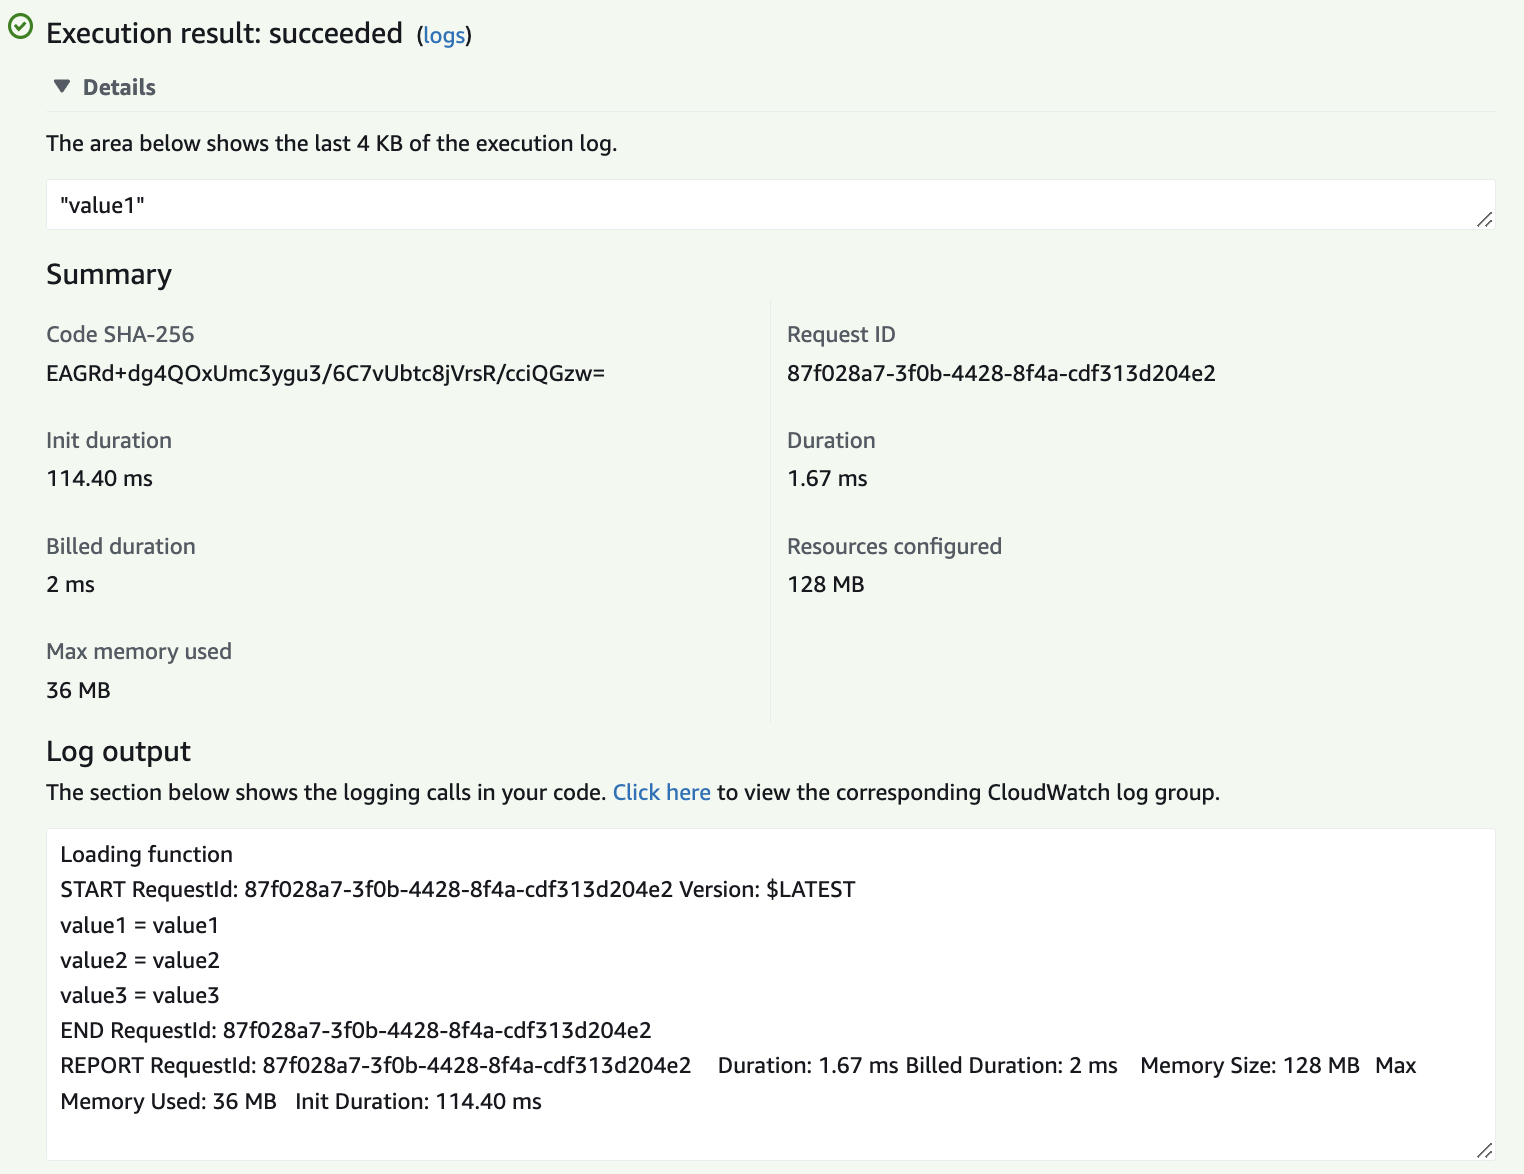 Execution result: succeeded (logs)
Details
The area below shows the last 4 KB of the execution log.
"value1"
Summary
Code SHA-256
EAGRd+dg4QOxUmc3ygu3/6C7vUbtc8jVrsR/cciQGzw=
Request ID
87f028a7-3f0b-4428-8f4a-cdf313d204e2
Init duration
114.40 ms
Duration
1.67 ms
Billed duration
2 ms
Resources configured
128 MB
Max memory used
36 MB
Log output
The section below shows the logging calls in your code. Click here to view the corresponding CloudWatch log group.
Loading function
START RequestId: 87f028a7-3f0b-4428-8f4a-cdf313d204e2 Version: $LATEST
value1 = value1
value2 = value2
value3 = value3
END RequestId: 87f028a7-3f0b-4428-8f4a-cdf313d204e2
REPORT RequestId: 87f028a7-3f0b-4428-8f4a-cdf313d204e2 Duration: 1.67 ms Billed Duration: 2 ms Memory Size: 128 MB Max
Memory Used: 36 MB Init Duration: 114.40 ms